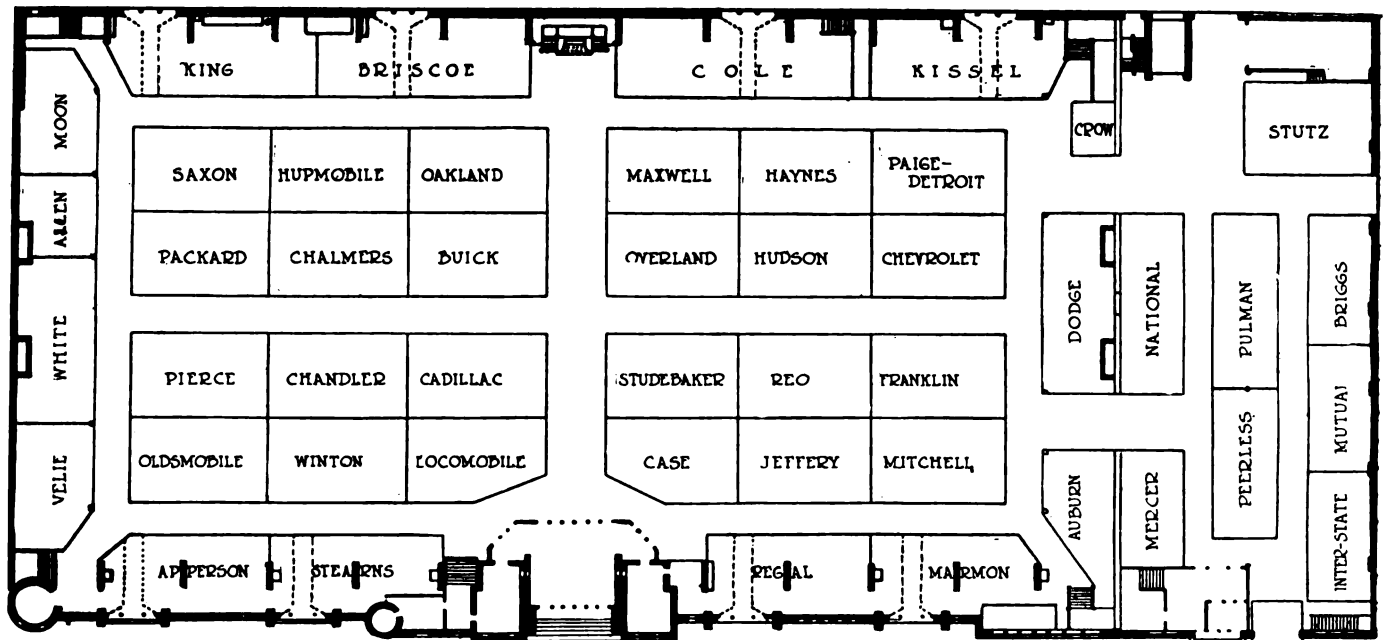 KING
BRISCOE
COLE
KISSEL
MOON
CROW
STUTZ
SAXON
HUPMOBILE
OAKLAND
MAXWELL
HAYNES
PAIGE-
DETROIT
ALLEN
PACKARD
CHALMERS
BUICK
OVERLAND
HUDSON
CHEVROLET
DODGE
NATIONAL
PULMAN
BRIGGS
WHITE
PIERCE
CHANDLER
CADILLAC
STUDEBAKER
REO
FRANKLIN
MUTUAL
VELIE
OLDSMOBILE
WINTON
LOCOMOBILE
CASE
JEFFERY
MITCHELL
AUBURN
MERCER
PEERLESS
INTER-STATE
APPERSON
STEARNS
REGAL
MARMON